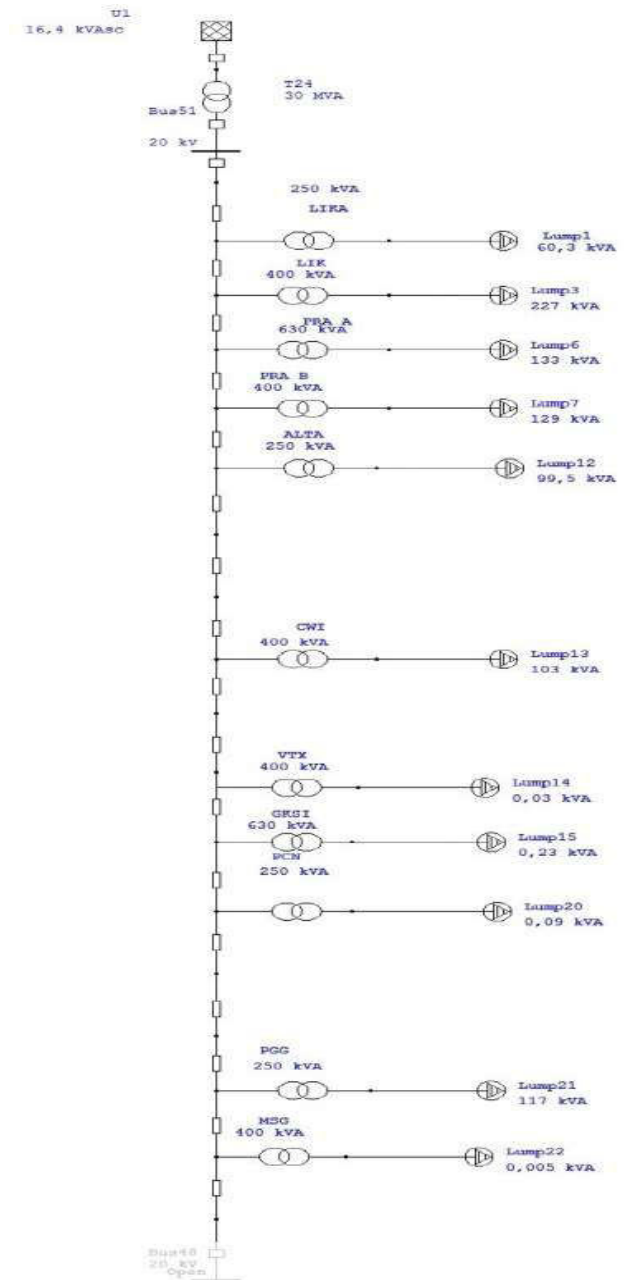 U1
16,4 kVAsc
T24
30 MVA
Bus51
20 kV
250 kVA
LIKA
Lump1
60,3 kVA
LIK
400 kVA
Lump3
227 kVA
PRA A
630 kVA
Lump6
133 kVA
PRA B
400 kVA
Lump7
129 kVA
ALTA
250 kVA
Lump12
99,5 kVA
CWI
400 kVA
Lump13
103 kVA
VTX
400 kVA
Lump14
0,03 kVA
GKSI
630 kVA
Lump15
0,23 kVA
PCN
250 kVA
Lump20
0,09 kVA
PGG
250 kVA
Lump21
117 kVA
MSG
400 kVA
Lump22
0,005 kVA
Bus48
20 kV
Open